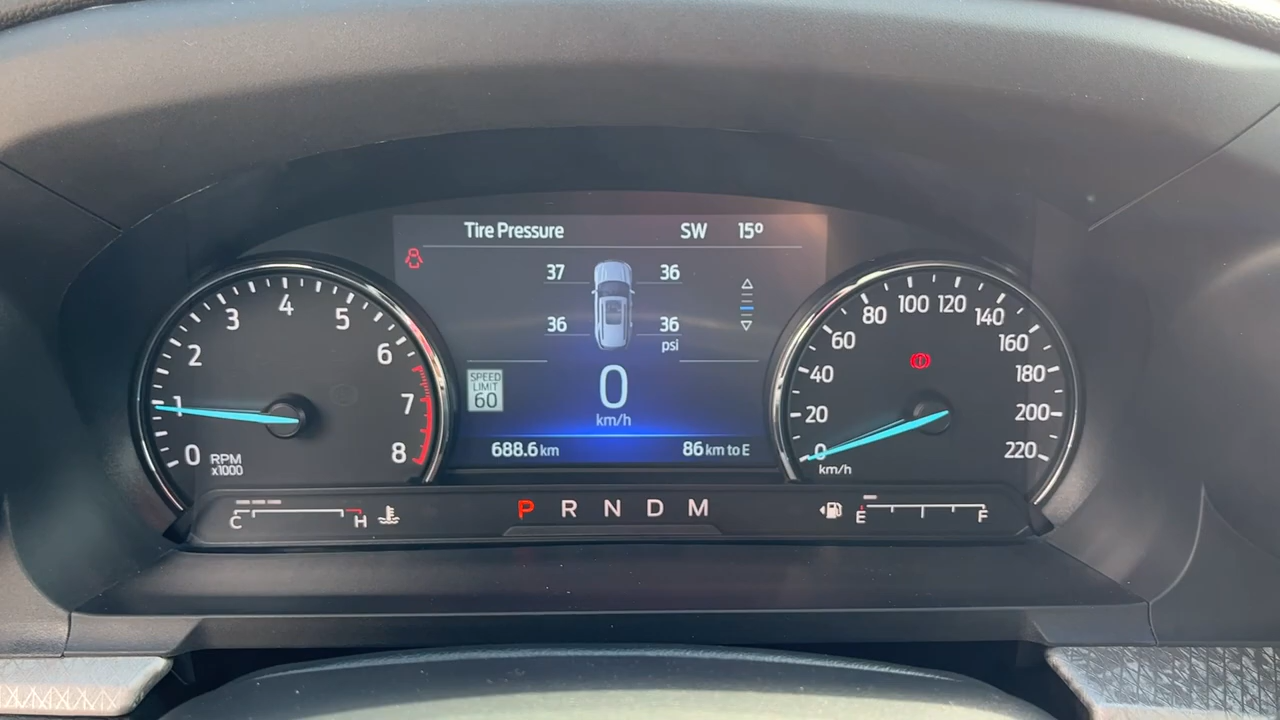 Tire Pressure SW 15°
37 36
36 36
psi
SPEED
LIMIT
60
0
km/h
688.6 km 86 km to E
0 1 2 3 4 5 6 7 8
RPM
x1000
0 20 40 60 80 100 120 140 160 180 200 220
km/h
C H P R N D M E F